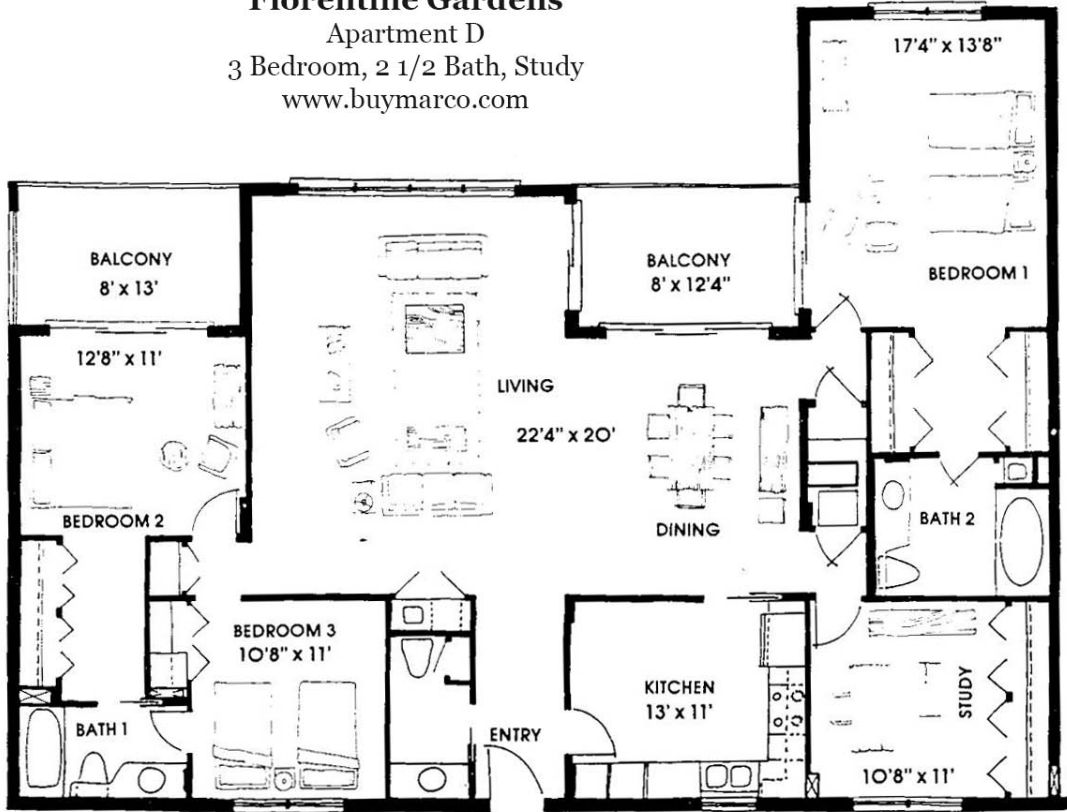 Florentine Gardens
Apartment D
3 Bedroom, 2 1/2 Bath, Study
www.buymarco.com
17'4" x 13'8"
BALCONY
8' x 13'
BALCONY
8' x 12'4"
BEDROOM 1
12'8" x 11'
LIVING
22'4" x 20'
BEDROOM 2
DINING
BATH 2
BEDROOM 3
10'8" x 11'
KITCHEN
13' x 11'
STUDY
BATH 1
ENTRY
10'8" x 11'